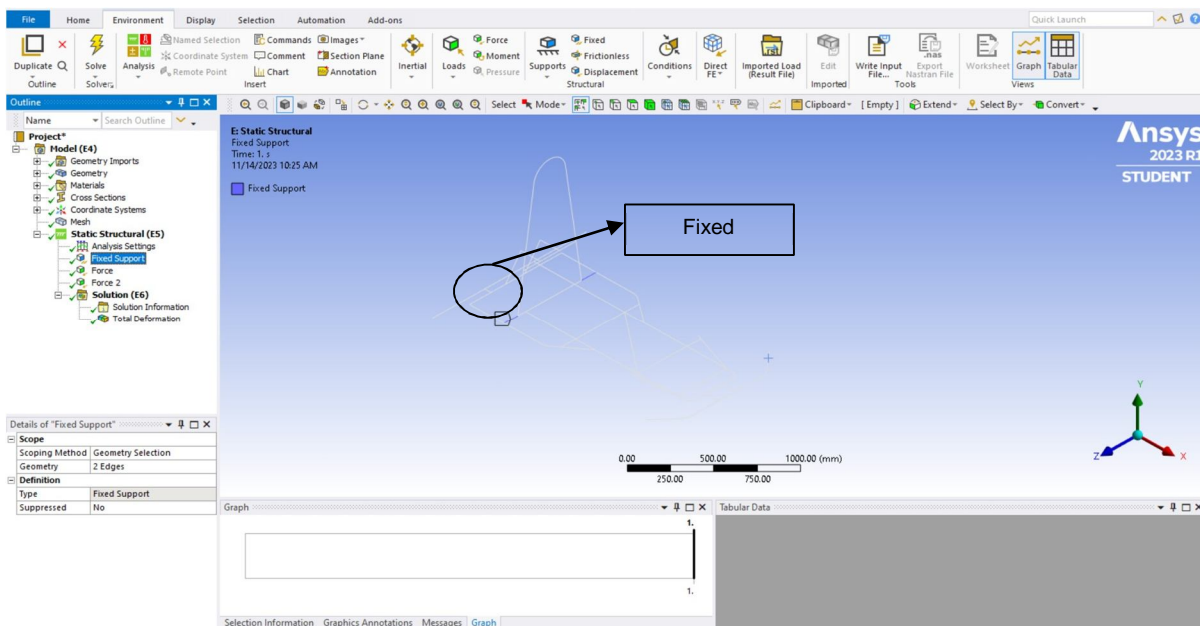 File Home Environment Display Selection Automation Add-ons Quick Launch
Duplicate Q
Outline
Solve
Solver
Analysis
Named Selection
Coordinate System
Remote Point
Commands
Comment
Chart
Images
Section Plane
Annotation
Insert
Inertial
Loads
Force
Moment
Pressure
Supports
Fixed
Frictionless
Displacement
Structural
Conditions
Direct FE
Imported Load (Result File)
Edit
Imported
Write Input File...
Export Nastran File
.nas
Tools
Worksheet
Graph
Tabular Data
Views
Outline
Name Search Outline
Project*
Model (E4)
Geometry Imports
Geometry
Materials
Cross Sections
Coordinate Systems
Mesh
Static Structural (E5)
Analysis Settings
Fixed Support
Force
Force 2
Solution (E6)
Solution Information
Total Deformation
Select Mode Clipboard [ Empty ] Extend Select By Convert
E: Static Structural
Fixed Support
Time: 1. s
11/14/2023 10:25 AM
Fixed Support
Fixed
Ansys
2023 R1
STUDENT
Y
Z
X
0.00 500.00 1000.00 (mm)
250.00 750.00
Details of "Fixed Support"
Scope
Scoping Method Geometry Selection
Geometry 2 Edges
Definition
Type Fixed Support
Suppressed No
Graph
1.
1.
Tabular Data
Selection Information Graphics Annotations Messages Graph